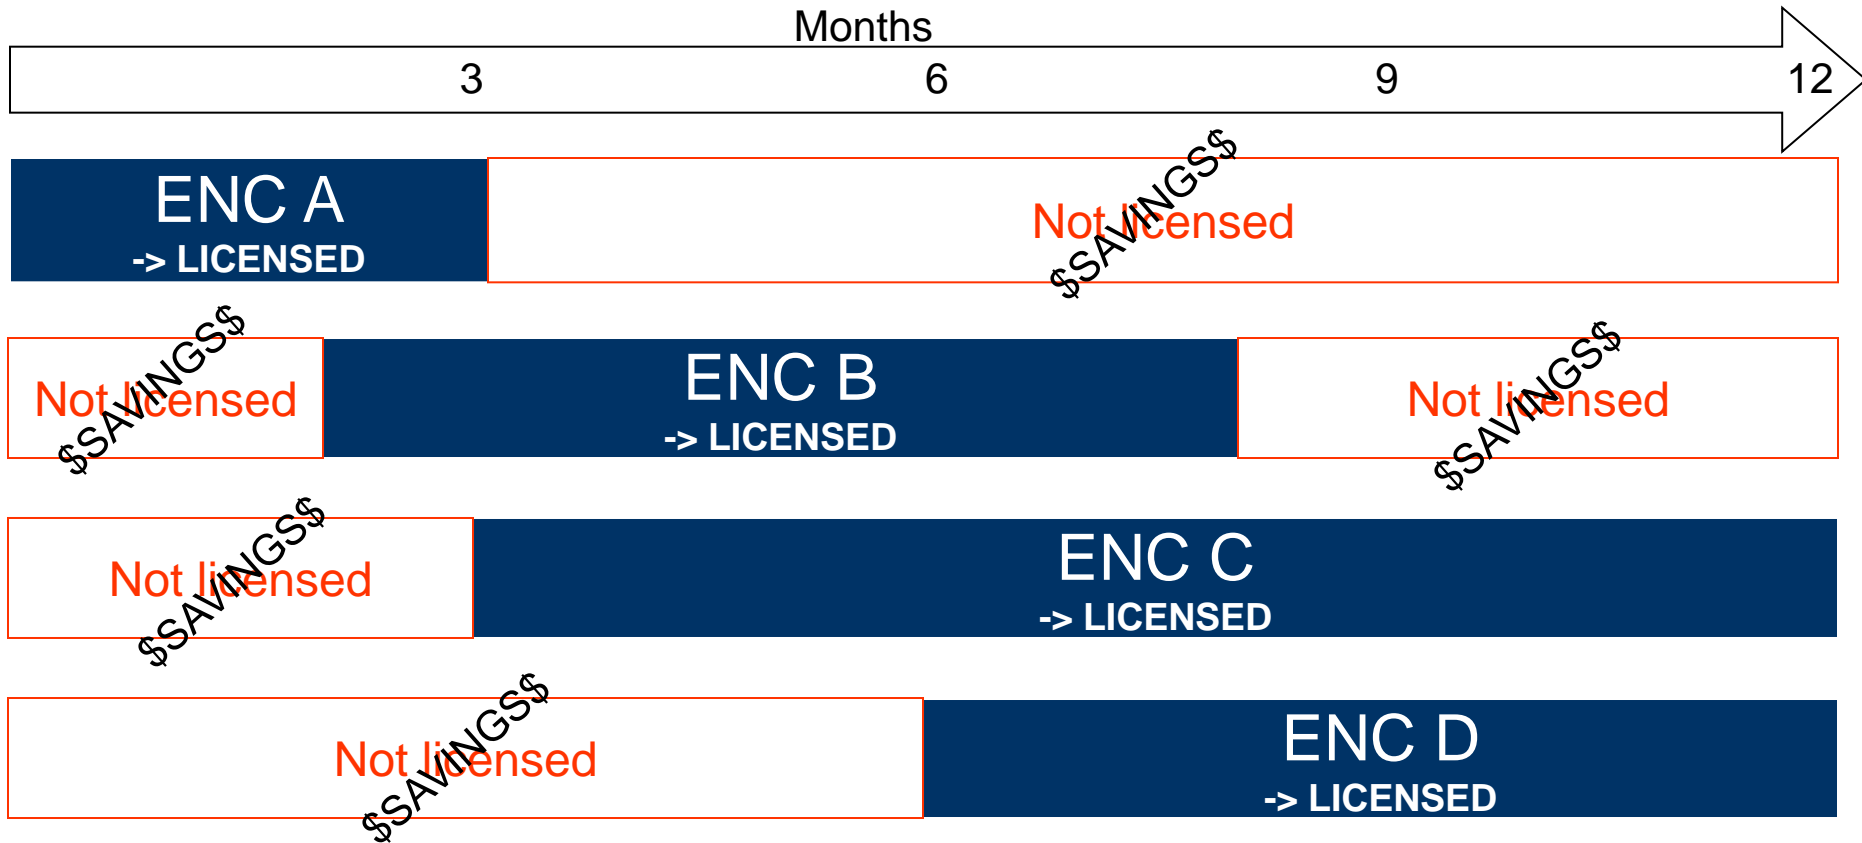 Months
3 6 9 12
ENC A
-> LICENSED
Not licensed
$SAVINGS$
Not licensed
$SAVINGS$
ENC B
-> LICENSED
Not licensed
$SAVINGS$
Not licensed
$SAVINGS$
ENC C
-> LICENSED
Not licensed
$SAVINGS$
ENC D
-> LICENSED